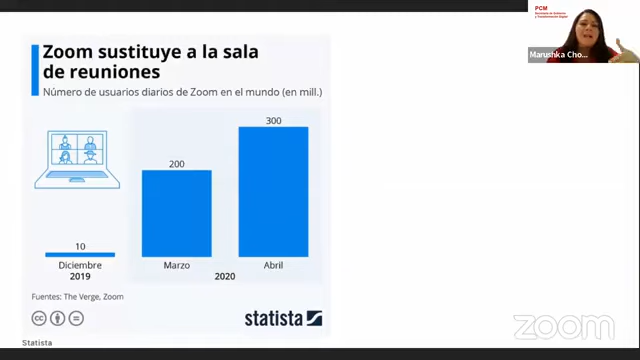 Zoom sustituye a la sala
de reuniones
Número de usuarios diarios de Zoom en el mundo (en mill.)
300
200
10
Diciembre
2019
Marzo
2020
Abril
Fuentes: The Verge, Zoom
statista
Statista
PCM
Marushka Cho...
zoom